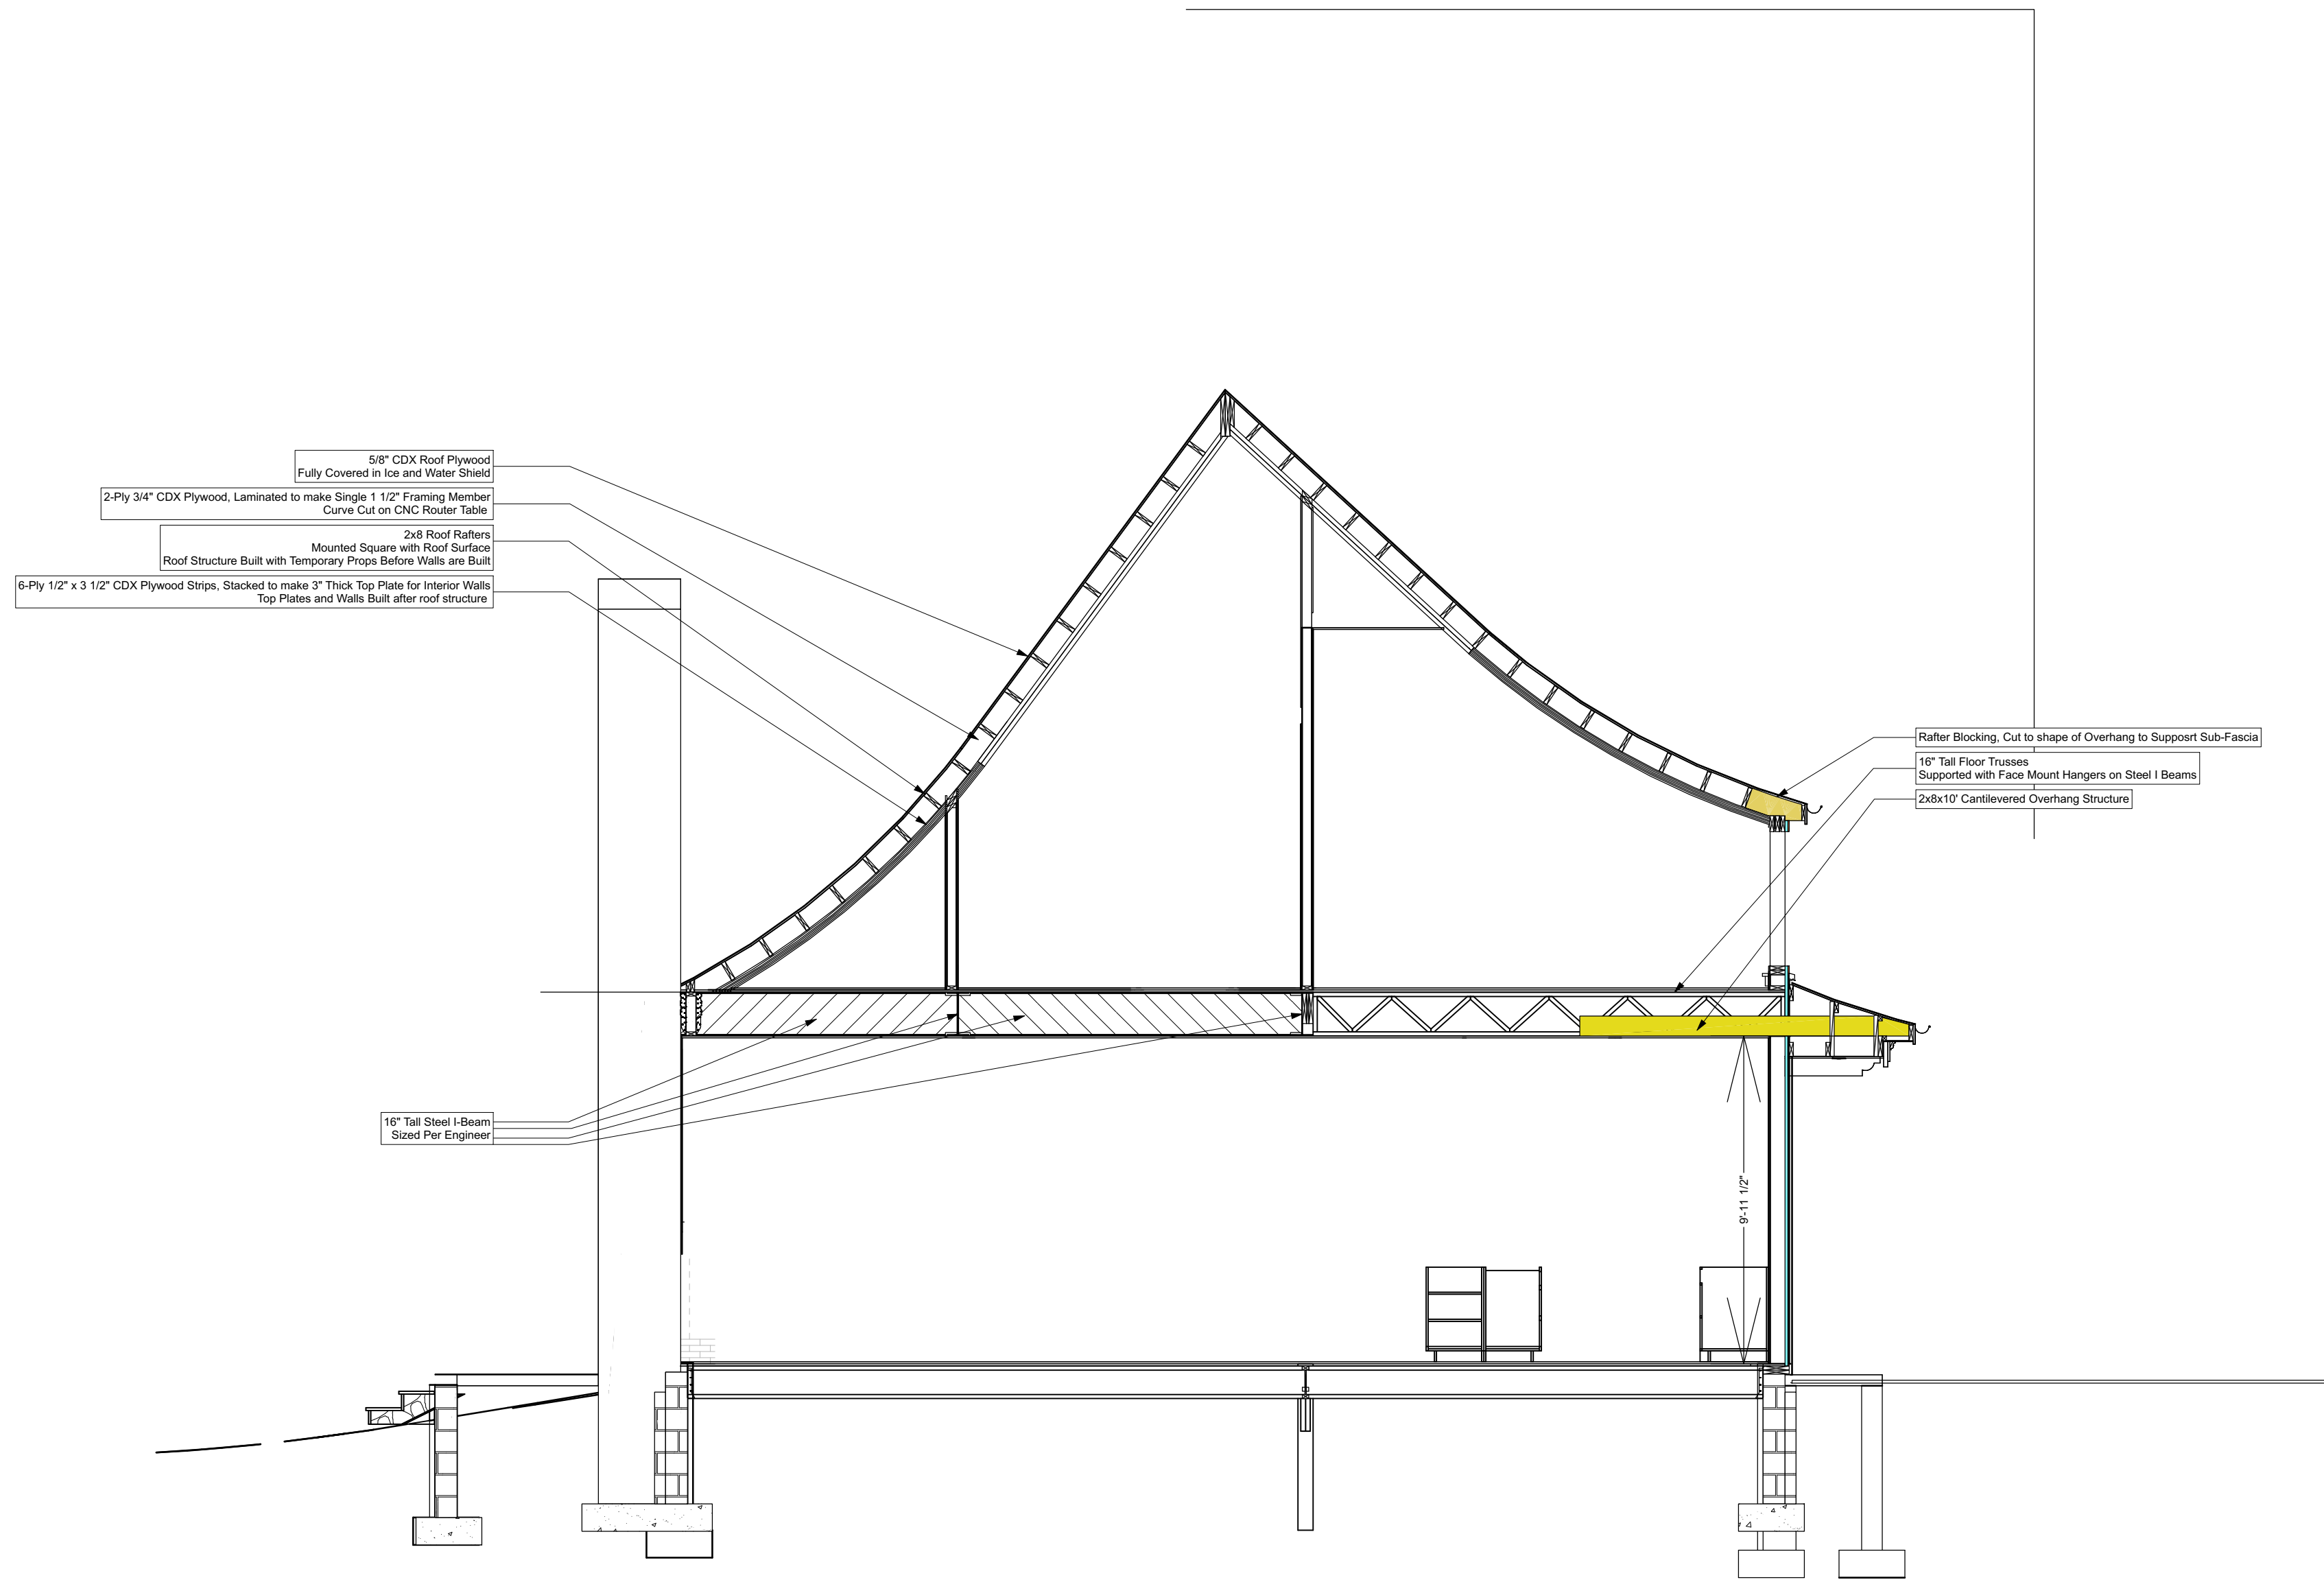 5/8" CDX Roof Plywood
Fully Covered in Ice and Water Shield
2-Ply 3/4" CDX Plywood, Laminated to make Single 1 1/2" Framing Member
Curve Cut on CNC Router Table
2x8 Roof Rafters
Mounted Square with Roof Surface
Roof Structure Built with Temporary Props Before Walls are Built
6-Ply 1/2" x 3 1/2" CDX Plywood Strips, Stacked to make 3" Thick Top Plate for Interior Walls
Top Plates and Walls Built after roof structure
Rafter Blocking, Cut to shape of Overhang to Supposrt Sub-Fascia
16" Tall Floor Trusses
Supported with Face Mount Hangers on Steel I Beams
2x8x10' Cantilevered Overhang Structure
16" Tall Steel I-Beam
Sized Per Engineer
9'-11 1/2"